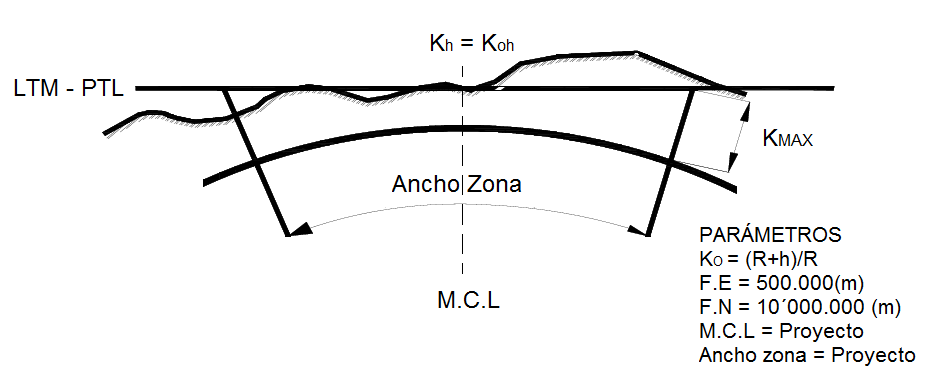 Kh = Koh
LTM - PTL
KMAX
Ancho Zona
M.C.L
PARÁMETROS
KO = (R+h)/R
F.E = 500.000(m)
F.N = 10´000.000 (m)
M.C.L = Proyecto
Ancho zona = Proyecto